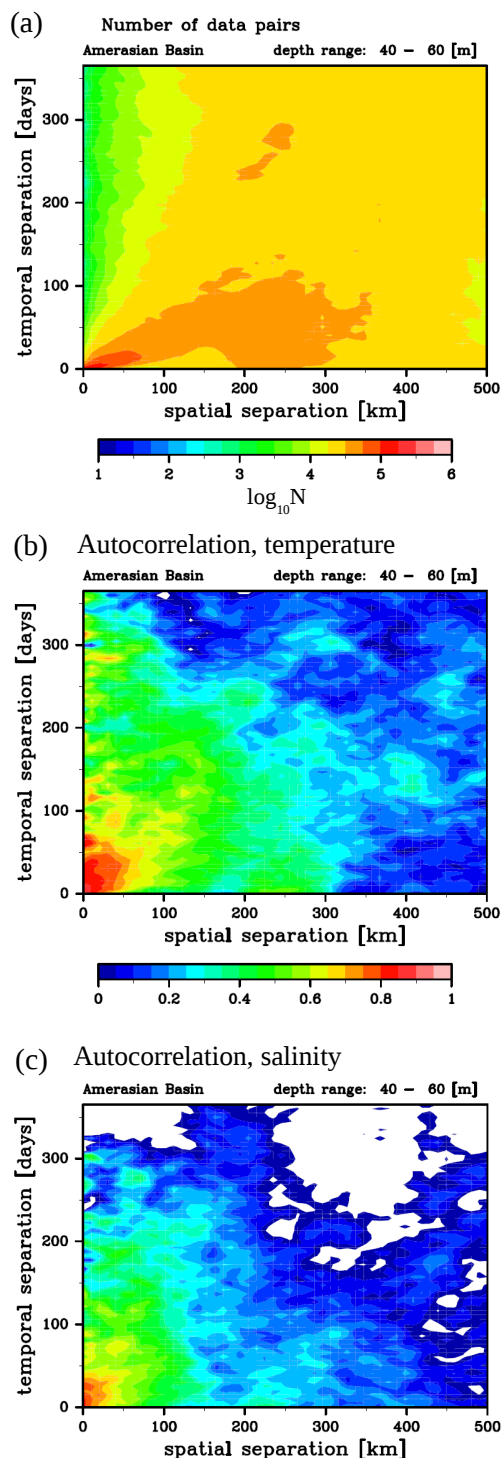 (a) Number of data pairs
Amerasian Basin depth range: 40 – 60 [m]
temporal separation [days]
300
200
100
0
0 100 200 300 400 500
spatial separation [km]
1 2 3 4 5 6
log₁₀N
(b) Autocorrelation, temperature
Amerasian Basin depth range: 40 – 60 [m]
temporal separation [days]
300
200
100
0
0 100 200 300 400 500
spatial separation [km]
0 0.2 0.4 0.6 0.8 1
(c) Autocorrelation, salinity
Amerasian Basin depth range: 40 – 60 [m]
temporal separation [days]
300
200
100
0
0 100 200 300 400 500
spatial separation [km]